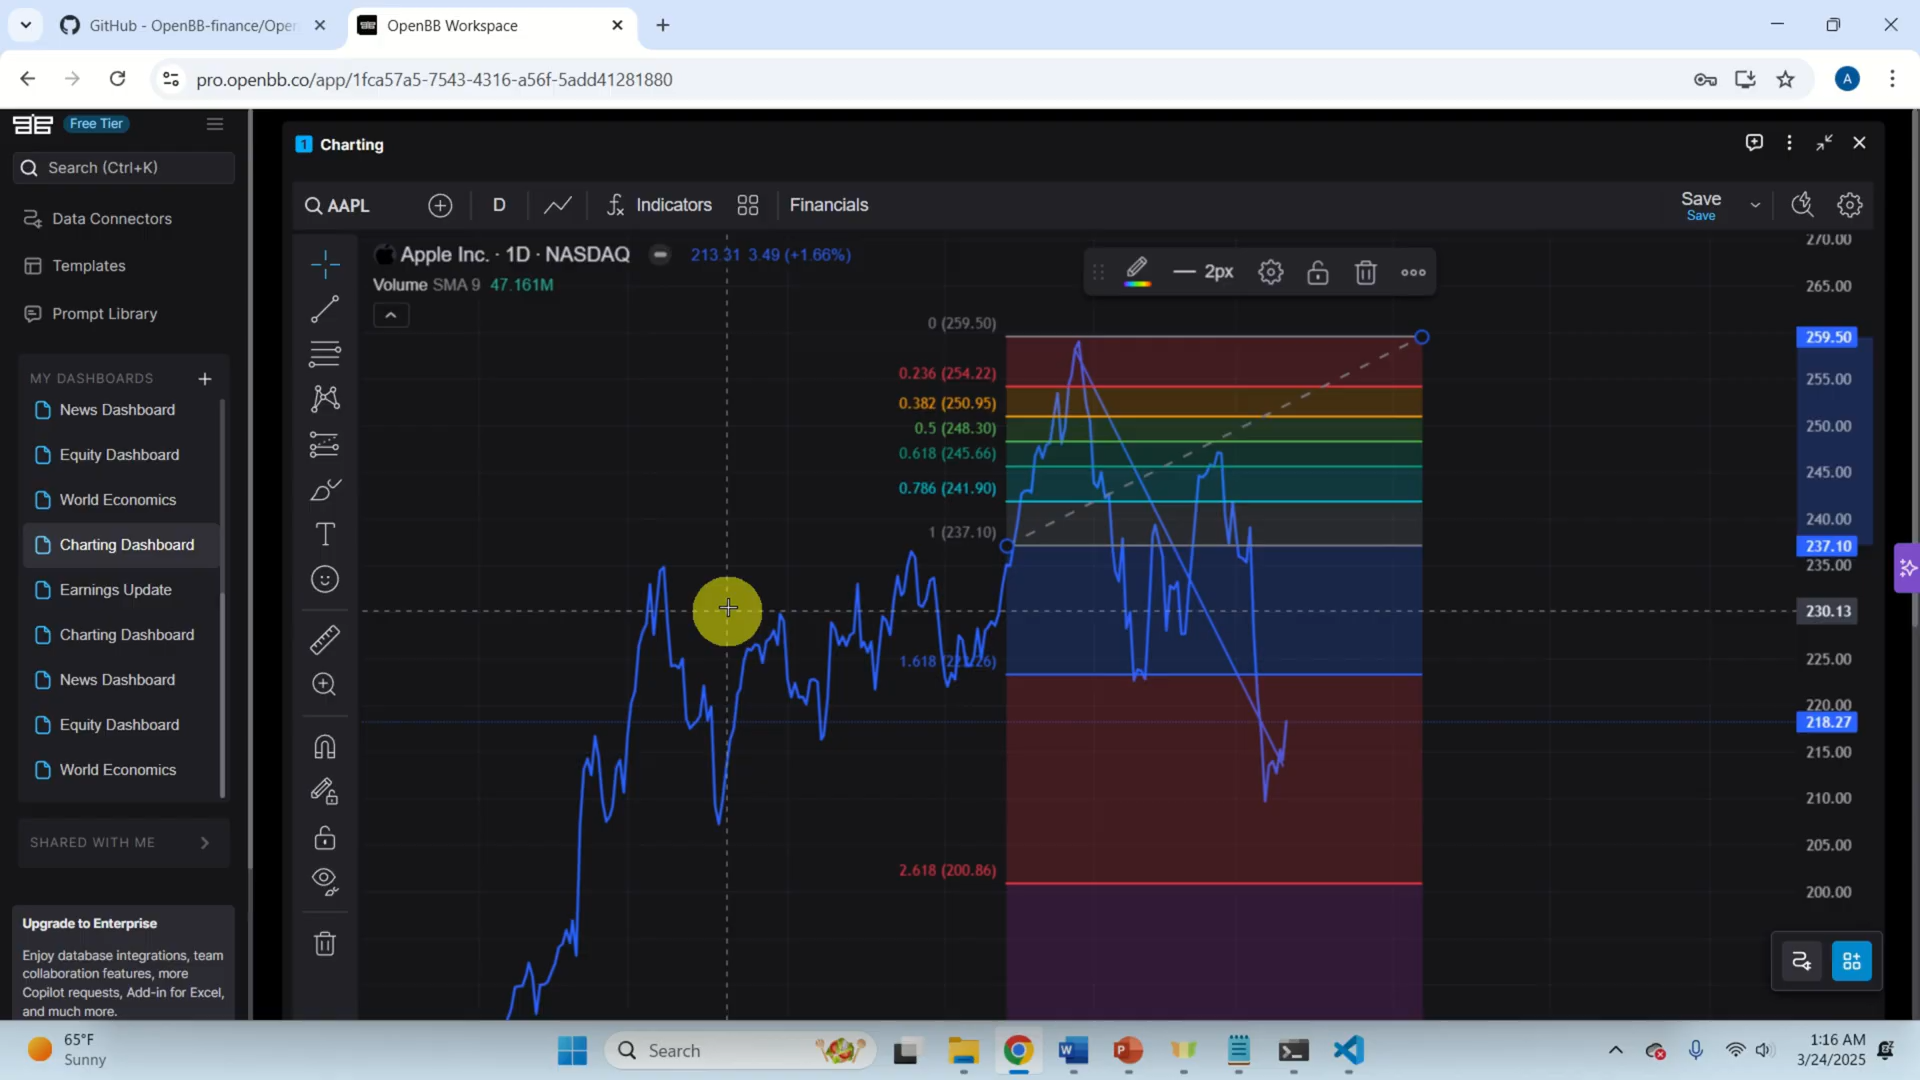 GitHub - OpenBB-finance/Open
OpenBB Workspace
pro.openbb.co/app/1fca57a5-7543-4316-a56f-5add41281880
A
Free Tier
Search (Ctrl+K)
Data Connectors
Templates
Prompt Library
MY DASHBOARDS
News Dashboard
Equity Dashboard
World Economics
Charting Dashboard
Earnings Update
Charting Dashboard
News Dashboard
Equity Dashboard
World Economics
SHARED WITH ME
Upgrade to Enterprise
Enjoy database integrations, team
collaboration features, more
Copilot requests, Add-in for Excel,
and much more.
1 Charting
AAPL
D
Indicators
Financials
Save
Save
Apple Inc. · 1D · NASDAQ
213.31 3.49 (+1.66%)
Volume SMA 9 47.161M
2px
0 (259.50)
0.236 (254.22)
0.382 (250.95)
0.5 (248.30)
0.618 (245.66)
0.786 (241.90)
1 (237.10)
2.618 (200.86)
270.00
265.00
259.50
255.00
250.00
245.00
240.00
237.10
235.00
230.13
225.00
220.00
218.27
215.00
210.00
205.00
200.00
65°F
Sunny
Search
1:16 AM
3/24/2025